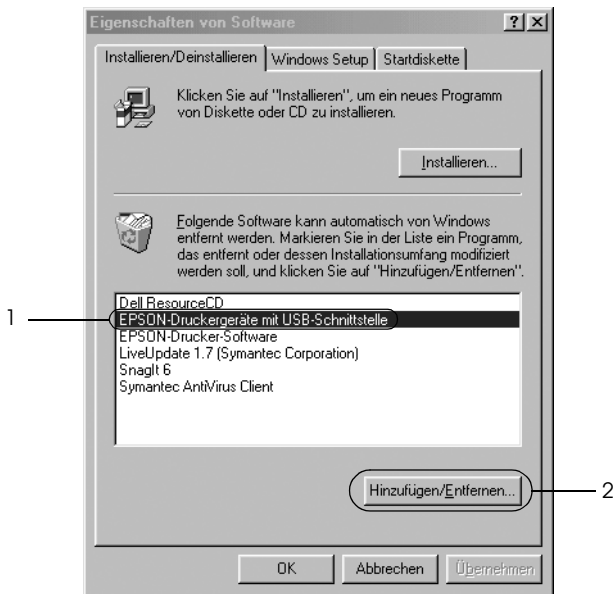 Eigenschaften von Software
Installieren/Deinstallieren Windows Setup Startdiskette
Klicken Sie auf "Installieren", um ein neues Programm
von Diskette oder CD zu installieren.
Installieren...
Folgende Software kann automatisch von Windows
entfernt werden. Markieren Sie in der Liste ein Programm,
das entfernt oder dessen Installationsumfang modifiziert
werden soll, und klicken Sie auf "Hinzufügen/Entfernen".
Dell ResourceCD
1 EPSON-Druckergeräte mit USB-Schnittstelle
EPSON-Drucker-Software
LiveUpdate 1.7 (Symantec Corporation)
SnagIt 6
Symantec AntiVirus Client
Hinzufügen/Entfernen... 2
OK Abbrechen Übernehmen